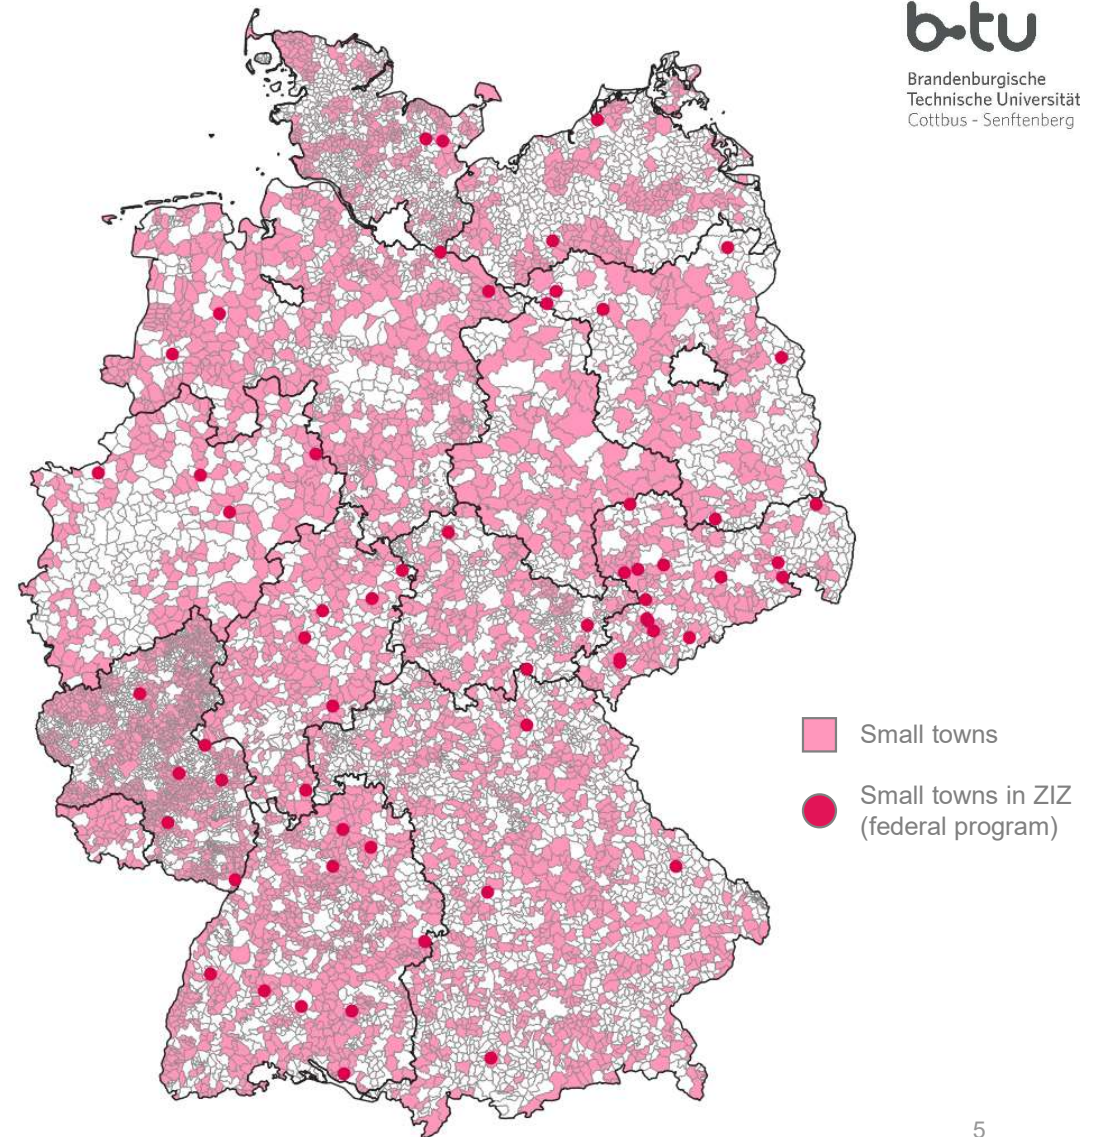 b-tu
Brandenburgische
Technische Universität
Cottbus - Senftenberg
Small towns
Small towns in ZIZ
(federal program)
5